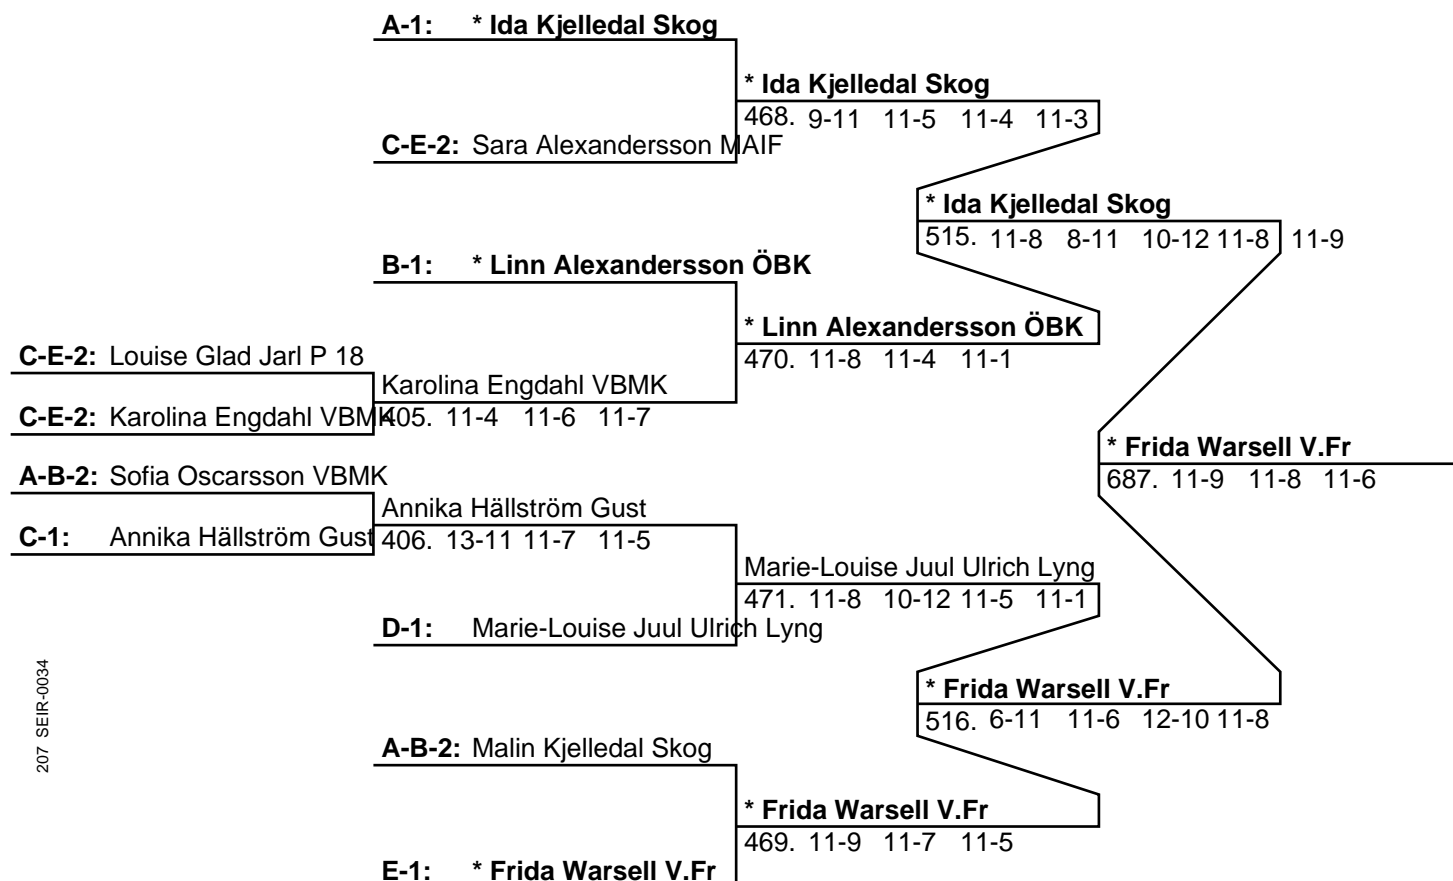 A-1: * Ida Kjelledal Skog
* Ida Kjelledal Skog
468. 9-11 11-5 11-4 11-3
C-E-2: Sara Alexandersson MAIF
* Ida Kjelledal Skog
515. 11-8 8-11 10-12 11-8 11-9
B-1: * Linn Alexandersson ÖBK
* Linn Alexandersson ÖBK
470. 11-8 11-4 11-1
C-E-2: Louise Glad Jarl P 18
Karolina Engdahl VBMK
C-E-2: Karolina Engdahl VBMK
405. 11-4 11-6 11-7
* Frida Warsell V.Fr
687. 11-9 11-8 11-6
A-B-2: Sofia Oscarsson VBMK
Annika Hällström Gust
C-1: Annika Hällström Gust
406. 13-11 11-7 11-5
Marie-Louise Juul Ulrich Lyng
471. 11-8 10-12 11-5 11-1
D-1: Marie-Louise Juul Ulrich Lyng
* Frida Warsell V.Fr
516. 6-11 11-6 12-10 11-8
207 SEIR-0034
A-B-2: Malin Kjelledal Skog
* Frida Warsell V.Fr
469. 11-9 11-7 11-5
E-1: * Frida Warsell V.Fr